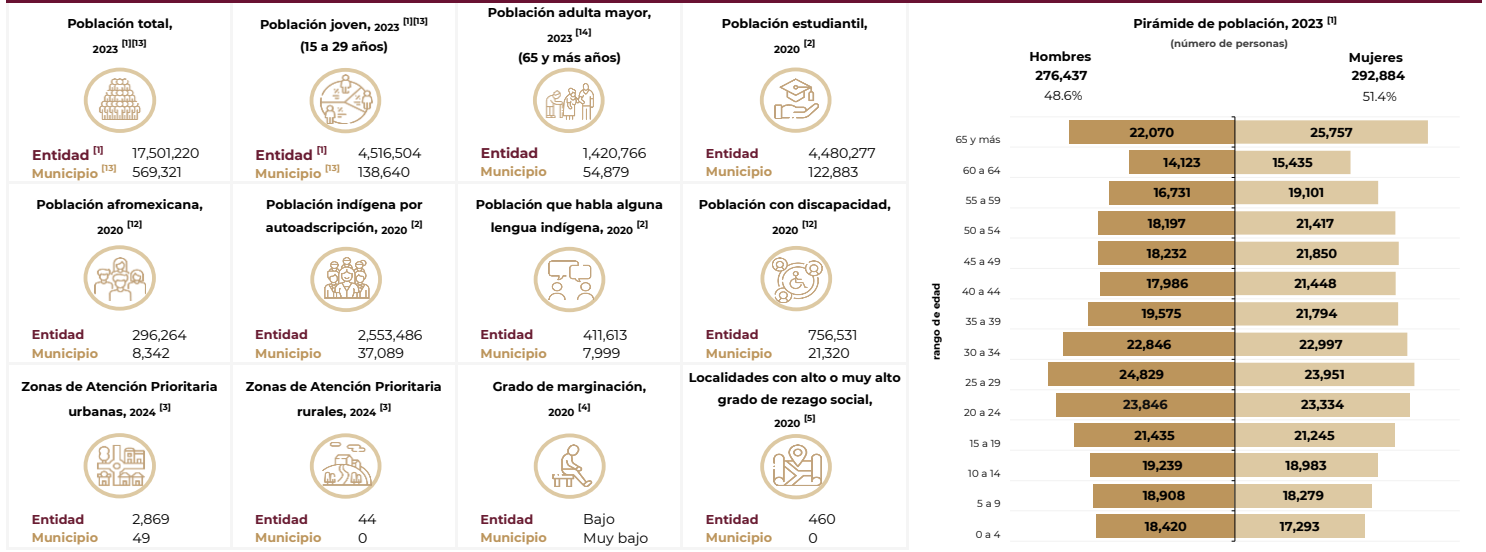 Población total,
2023 [1][13]
Entidad [1] 17,501,220
Municipio [13] 569,321
Población joven, 2023 [1][13]
(15 a 29 años)
Entidad [1] 4,516,504
Municipio [13] 138,640
Población adulta mayor,
2023 [14]
(65 y más años)
Entidad 1,420,766
Municipio 54,879
Población estudiantil,
2020 [2]
Entidad 4,480,277
Municipio 122,883
Población afromexicana,
2020 [12]
Entidad 296,264
Municipio 8,342
Población indígena por
autoadscripción, 2020 [2]
Entidad 2,553,486
Municipio 37,089
Población que habla alguna
lengua indígena, 2020 [2]
Entidad 411,613
Municipio 7,999
Población con discapacidad,
2020 [12]
Entidad 756,531
Municipio 21,320
Zonas de Atención Prioritaria
urbanas, 2024 [3]
Entidad 2,869
Municipio 49
Zonas de Atención Prioritaria
rurales, 2024 [3]
Entidad 44
Municipio 0
Grado de marginación,
2020 [4]
Entidad Bajo
Municipio Muy bajo
Localidades con alto o muy alto
grado de rezago social,
2020 [5]
Entidad 460
Municipio 0
Pirámide de población, 2023 [1]
(número de personas)
Hombres Mujeres
276,437 292,884
48.6% 51.4%
rango de edad
65 y más 22,070 25,757
60 a 64 14,123 15,435
55 a 59 16,731 19,101
50 a 54 18,197 21,417
45 a 49 18,232 21,850
40 a 44 17,986 21,448
35 a 39 19,575 21,794
30 a 34 22,846 22,997
25 a 29 24,829 23,951
20 a 24 23,846 23,334
15 a 19 21,435 21,245
10 a 14 19,239 18,983
5 a 9 18,908 18,279
0 a 4 18,420 17,293